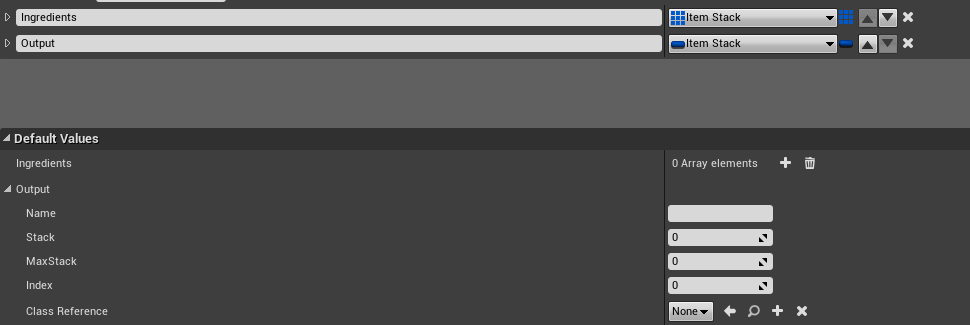 Ingredients Item Stack
Output Item Stack
Default Values
Ingredients 0 Array elements
Output
Name
Stack 0
MaxStack 0
Index 0
Class Reference None